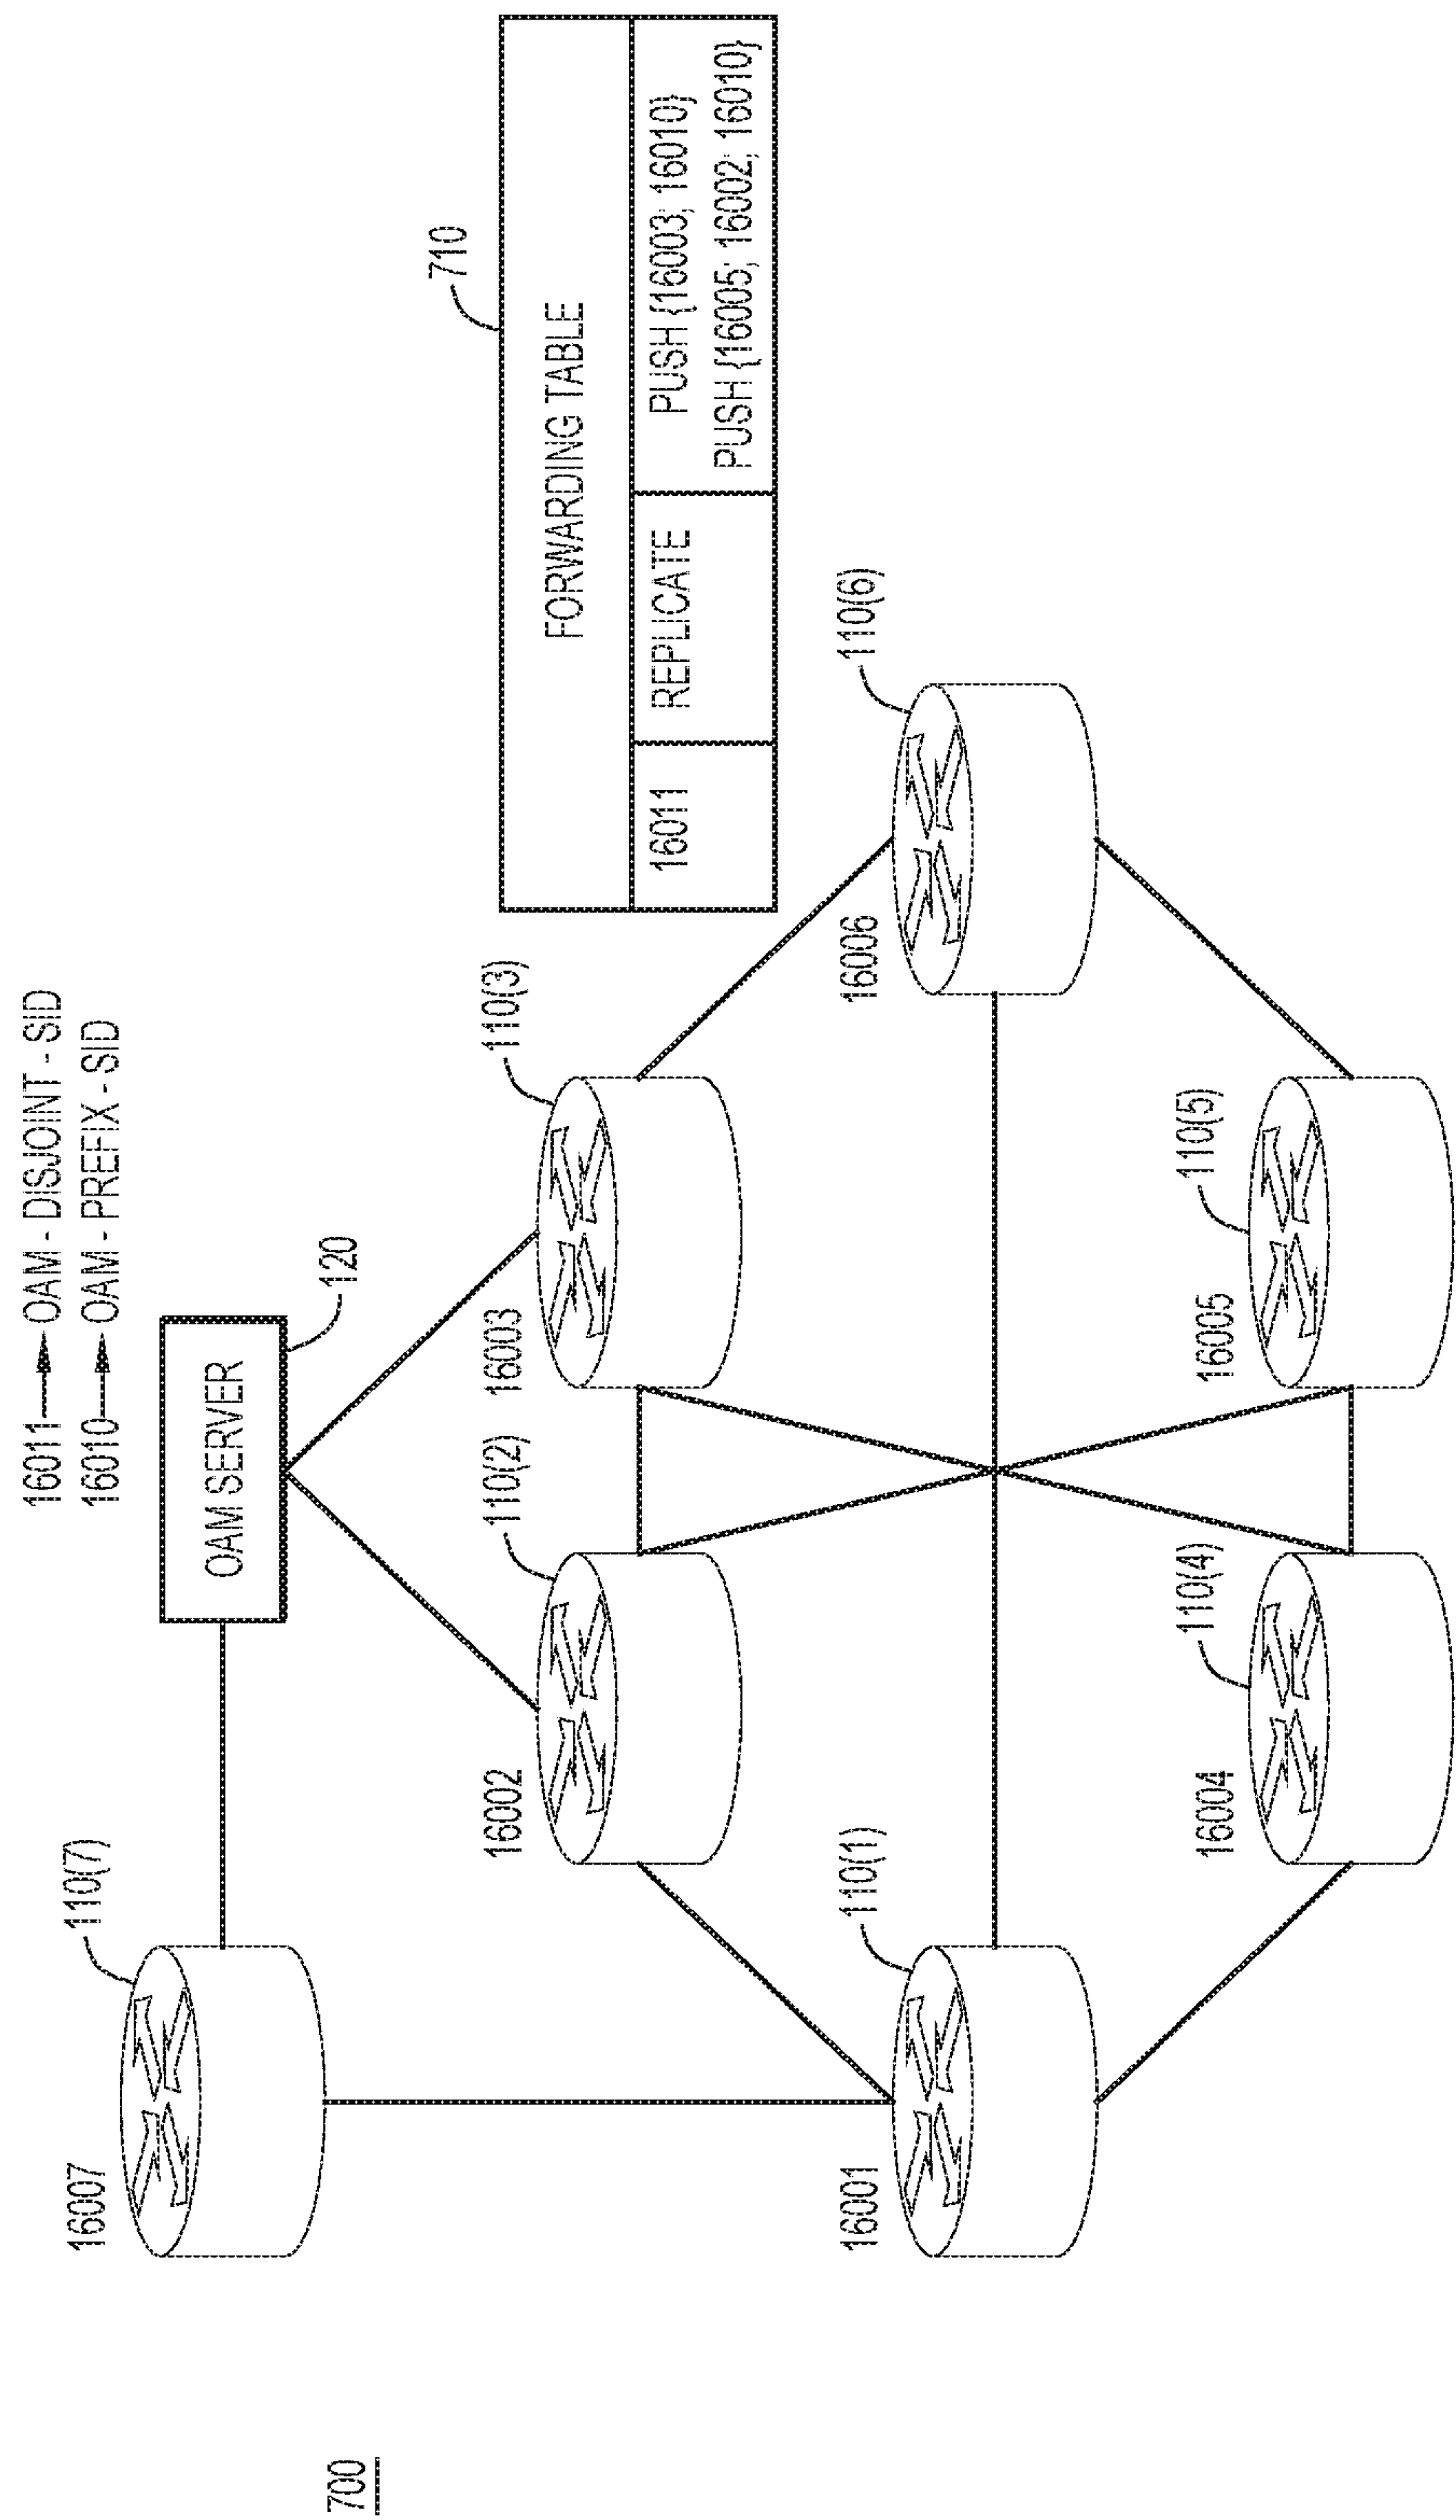 16011 → OAM - DISJOINT - SID
16010 → OAM - PREFIX - SID
16007
110(7)
OAM SERVER
120
700
710
FORWARDING TABLE
16011 REPLICATE PUSH {16003; 16010}
PUSH {16005; 16002; 16010}
16002
110(2)
16003
110(3)
16001
110(1)
16006
110(6)
16004
110(4)
16005
110(5)